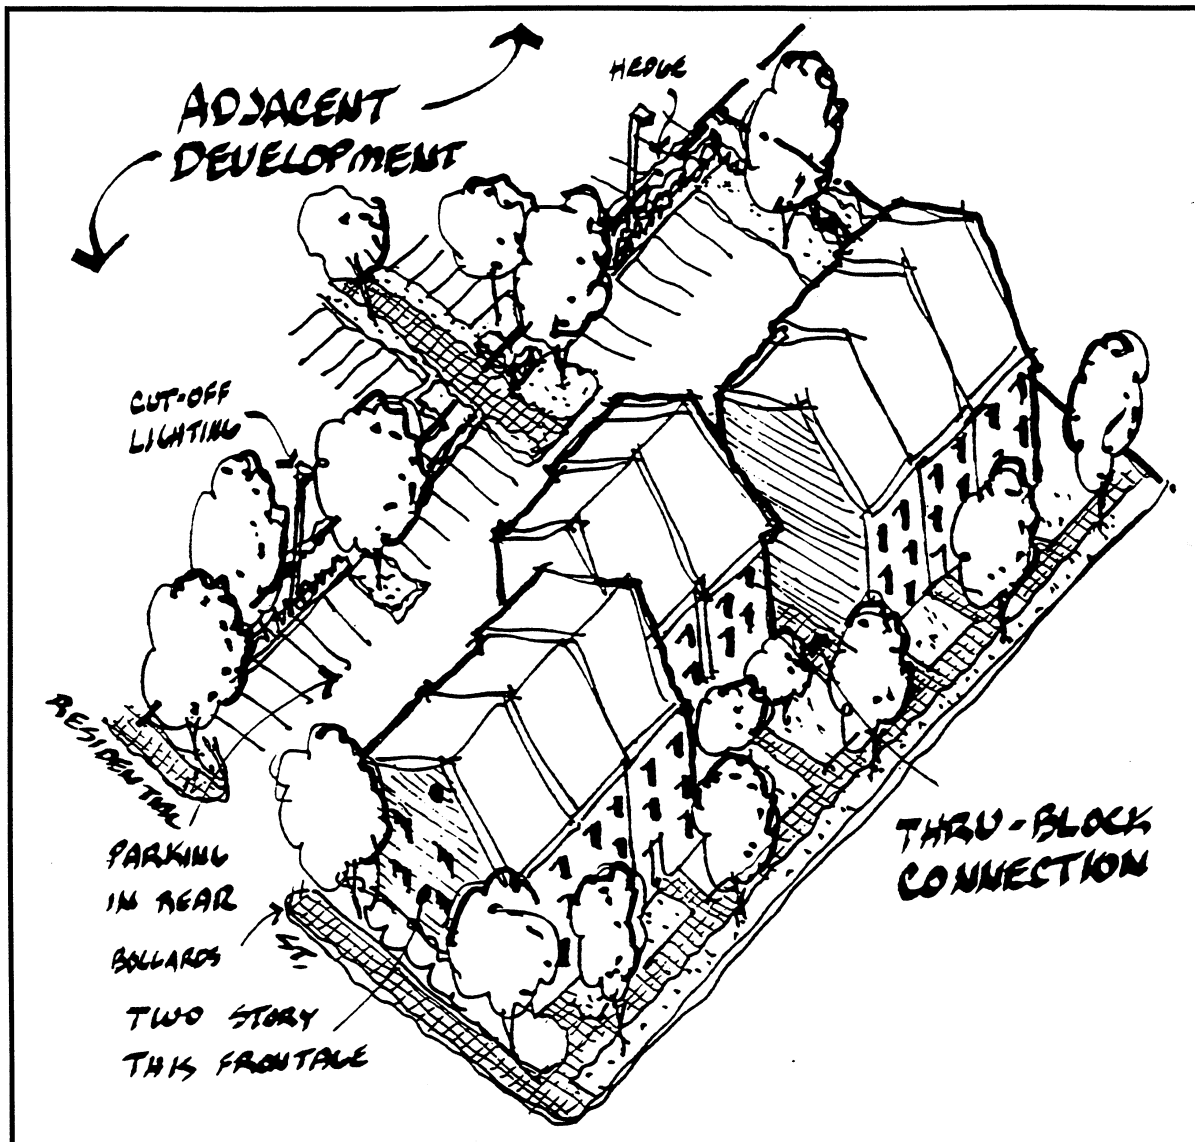 HEDGE
ADJACENT
DEVELOPMENT
CUT-OFF
LIGHTING
RESIDENTIAL
ST.
PARKING
IN REAR
BOLLARDS
TWO STORY
THIS FRONTAGE
THRU-BLOCK
CONNECTION